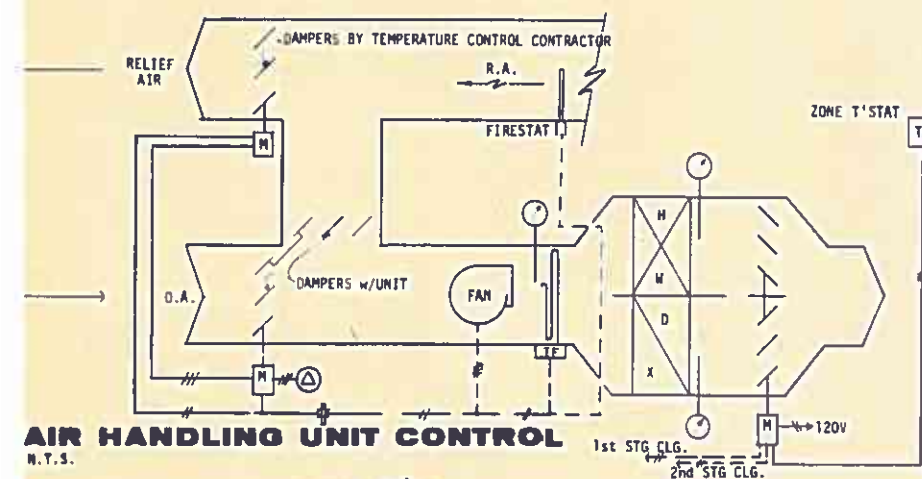 DAMPERS BY TEMPERATURE CONTROL CONTRACTOR
RELIEF
AIR
R.A.
ZONE T'STAT
T
M
FIRESTAT
H
W
DAMPERS w/UNIT
O.A.
FAN
D
X
M
M
120V
AIR HANDLING UNIT CONTROL
N.T.S.
1st STG CLG.
2nd STG CLG.